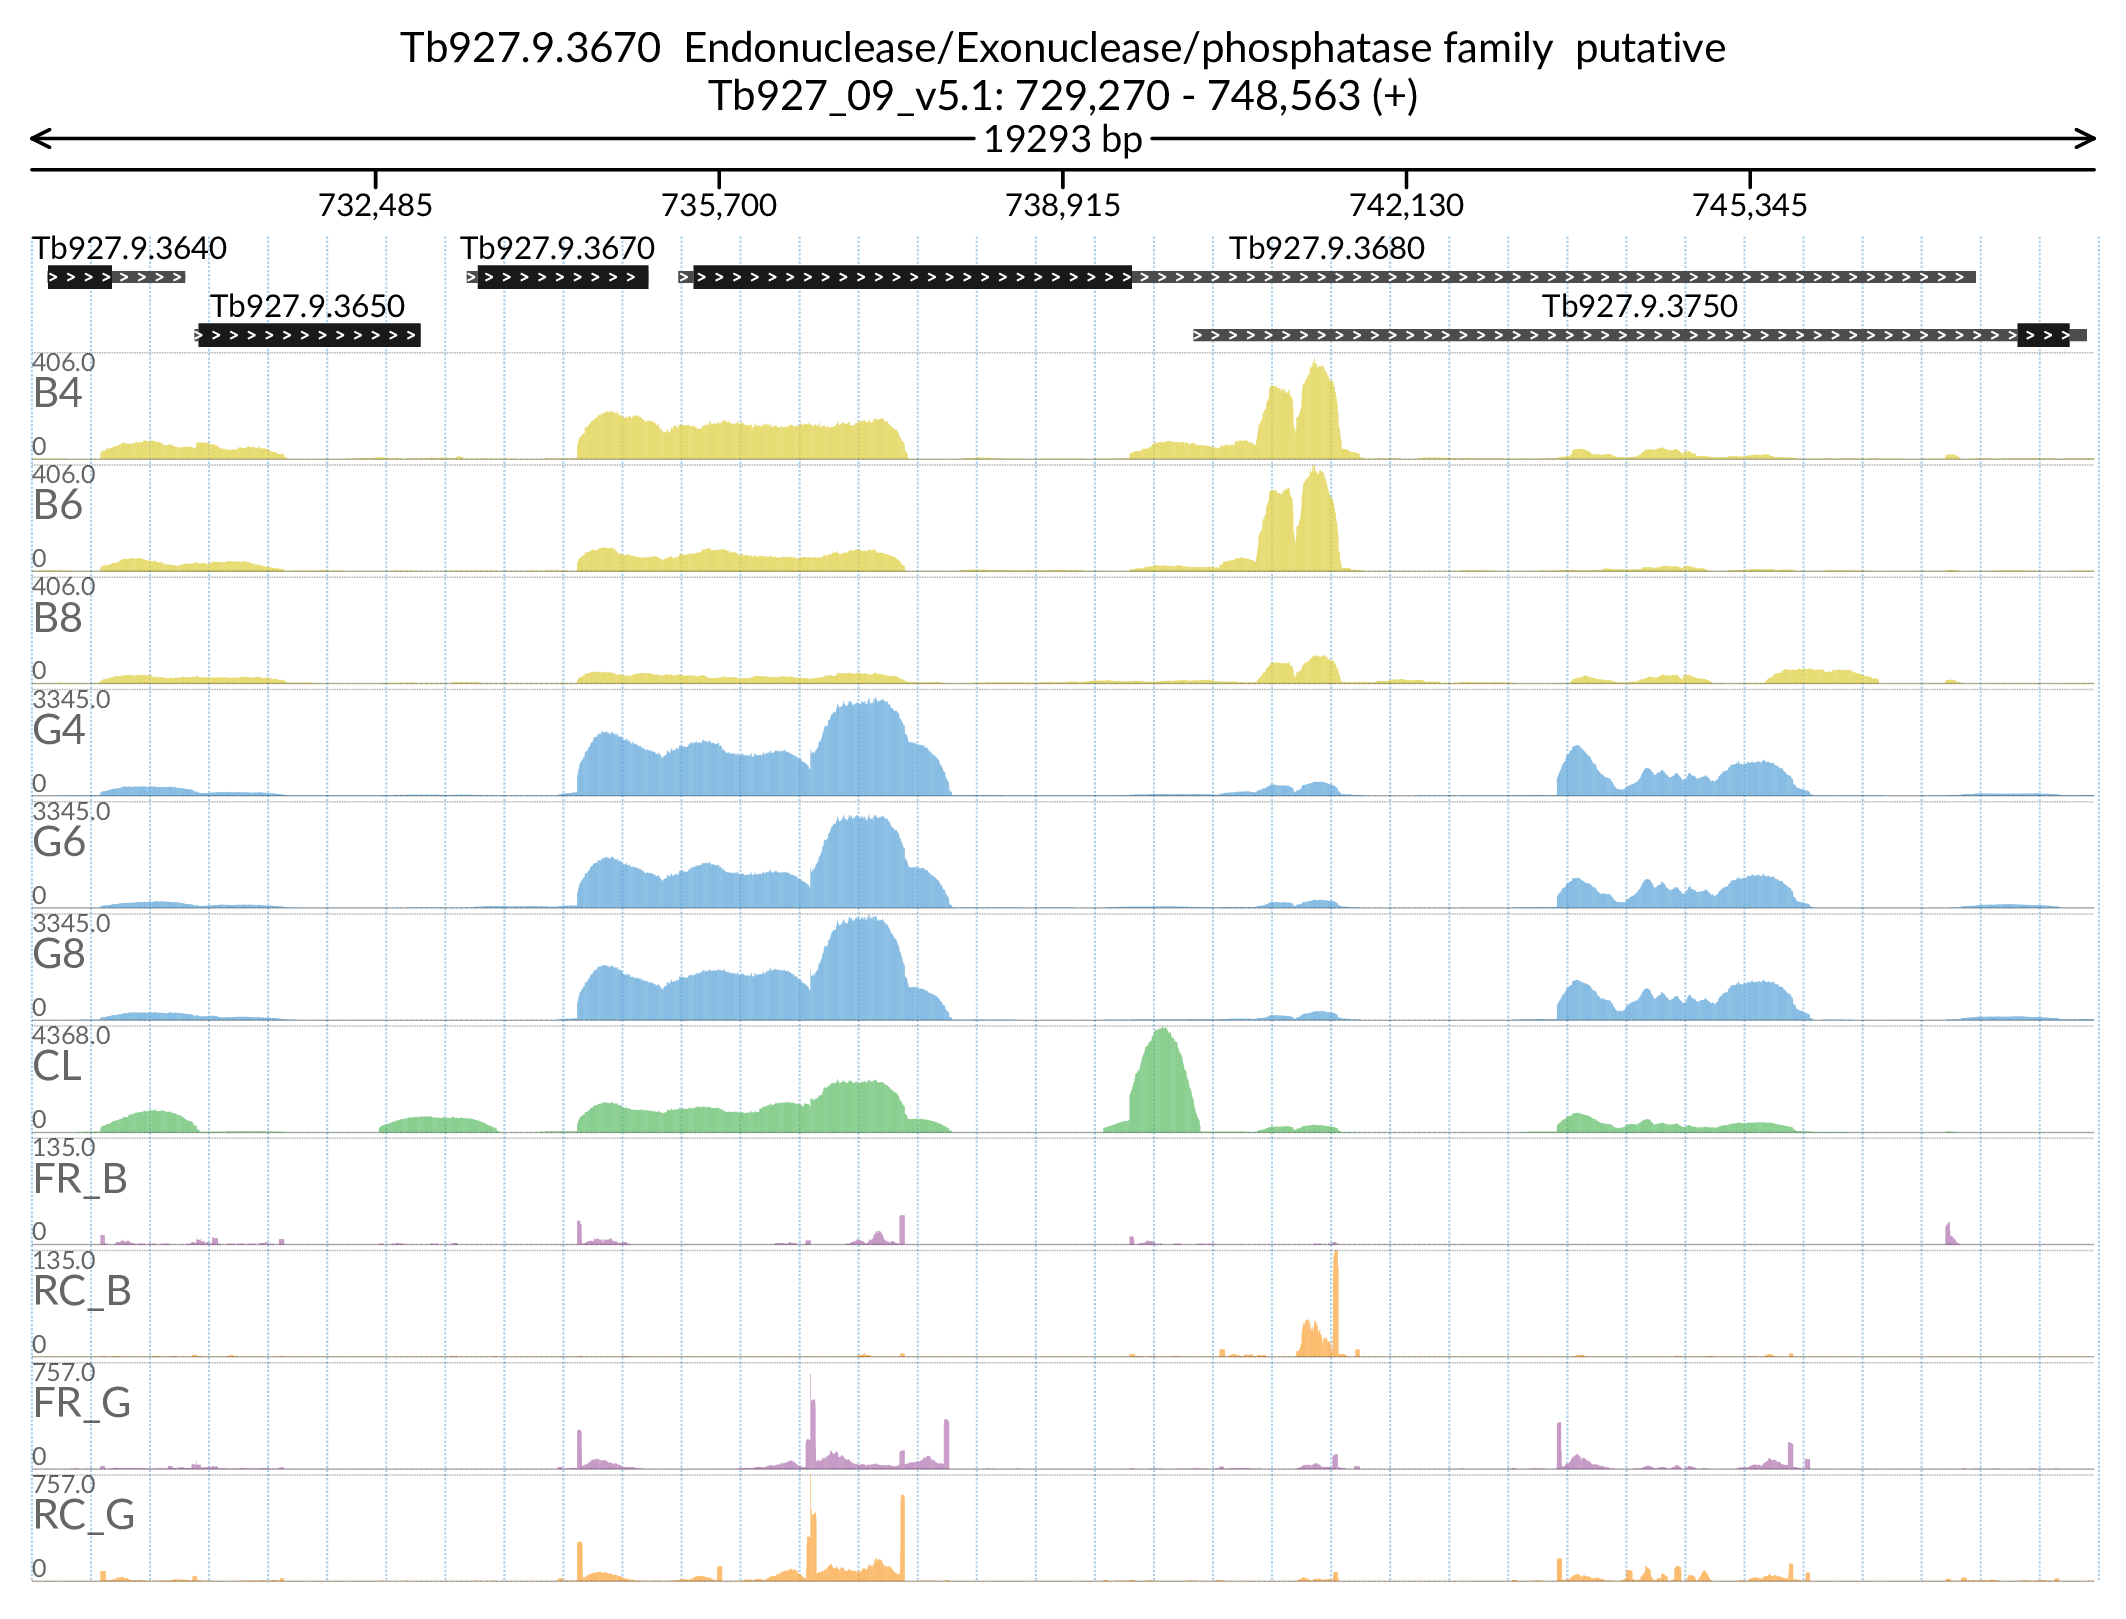 Tb927.9.3670  Endonuclease/Exonuclease/phosphatase family  putative
Tb927_09_v5.1: 729,270 - 748,563 (+)
19293 bp
732,485 735,700 738,915 742,130 745,345
Tb927.9.3640 Tb927.9.3670 Tb927.9.3680
Tb927.9.3650 Tb927.9.3750
406.0
B4
0
406.0
B6
0
406.0
B8
0
3345.0
G4
0
3345.0
G6
0
3345.0
G8
0
4368.0
CL
0
135.0
FR_B
0
135.0
RC_B
0
757.0
FR_G
0
757.0
RC_G
0